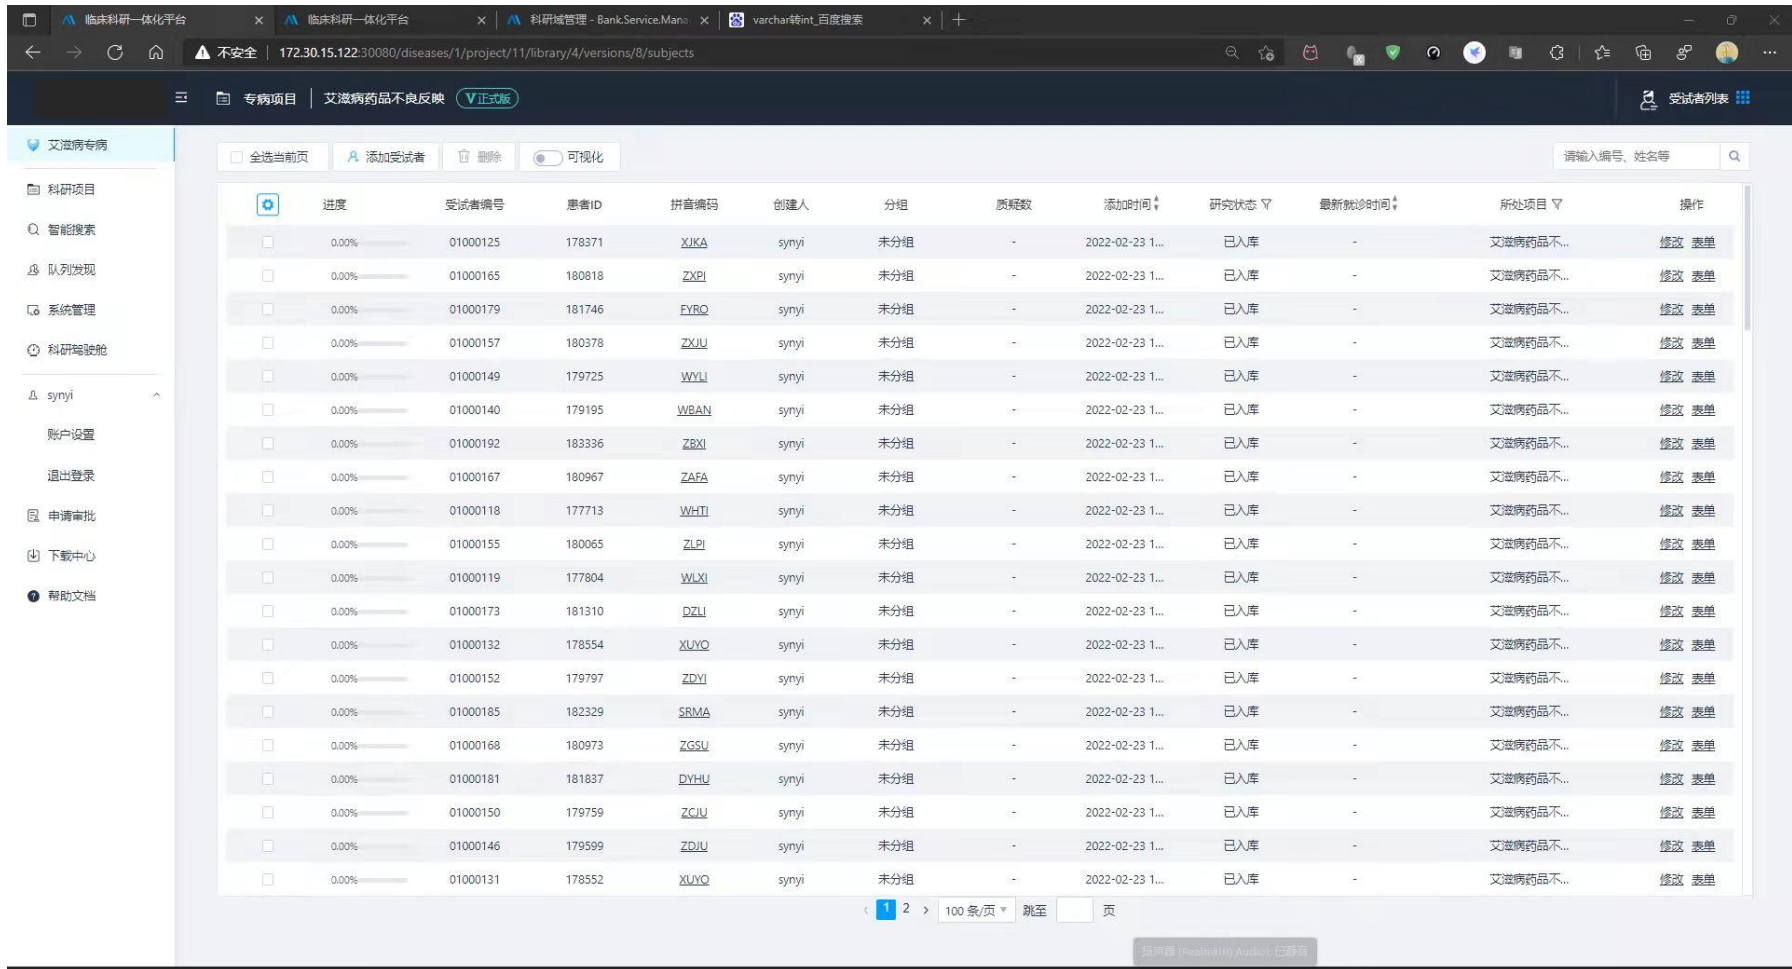 临床科研一体化平台 临床科研一体化平台 科研域管理 - Bank.Service.Mana varchar转int_百度搜索
不安全 172.30.15.122:30080/diseases/1/project/11/library/4/versions/8/subjects
专病项目 艾滋病药品不良反映 V正式版 受试者列表
艾滋病专病
科研项目
智能搜索
队列发现
系统管理
科研驾驶舱
synyi
账户设置
退出登录
申请审批
下载中心
帮助文档
全选当前页 添加受试者 删除 可视化 请输入编号、姓名等
进度 受试者编号 患者ID 拼音编码 创建人 分组 质疑数 添加时间 研究状态 最新就诊时间 所处项目 操作
0.00% 01000125 178371 XJKA synyi 未分组 - 2022-02-23 1... 已入库 - 艾滋病药品不... 修改 表单
0.00% 01000165 180818 ZXPI synyi 未分组 - 2022-02-23 1... 已入库 - 艾滋病药品不... 修改 表单
0.00% 01000179 181746 FYRO synyi 未分组 - 2022-02-23 1... 已入库 - 艾滋病药品不... 修改 表单
0.00% 01000157 180378 ZXJU synyi 未分组 - 2022-02-23 1... 已入库 - 艾滋病药品不... 修改 表单
0.00% 01000149 179725 WYLI synyi 未分组 - 2022-02-23 1... 已入库 - 艾滋病药品不... 修改 表单
0.00% 01000140 179195 WBAN synyi 未分组 - 2022-02-23 1... 已入库 - 艾滋病药品不... 修改 表单
0.00% 01000192 183336 ZBXI synyi 未分组 - 2022-02-23 1... 已入库 - 艾滋病药品不... 修改 表单
0.00% 01000167 180967 ZAFA synyi 未分组 - 2022-02-23 1... 已入库 - 艾滋病药品不... 修改 表单
0.00% 01000118 177713 WHTI synyi 未分组 - 2022-02-23 1... 已入库 - 艾滋病药品不... 修改 表单
0.00% 01000155 180065 ZLPI synyi 未分组 - 2022-02-23 1... 已入库 - 艾滋病药品不... 修改 表单
0.00% 01000119 177804 WLXI synyi 未分组 - 2022-02-23 1... 已入库 - 艾滋病药品不... 修改 表单
0.00% 01000173 181310 DZLI synyi 未分组 - 2022-02-23 1... 已入库 - 艾滋病药品不... 修改 表单
0.00% 01000132 178554 XUYO synyi 未分组 - 2022-02-23 1... 已入库 - 艾滋病药品不... 修改 表单
0.00% 01000152 179797 ZDYI synyi 未分组 - 2022-02-23 1... 已入库 - 艾滋病药品不... 修改 表单
0.00% 01000185 182329 SRMA synyi 未分组 - 2022-02-23 1... 已入库 - 艾滋病药品不... 修改 表单
0.00% 01000168 180973 ZGSU synyi 未分组 - 2022-02-23 1... 已入库 - 艾滋病药品不... 修改 表单
0.00% 01000181 181837 DYHU synyi 未分组 - 2022-02-23 1... 已入库 - 艾滋病药品不... 修改 表单
0.00% 01000150 179759 ZCJU synyi 未分组 - 2022-02-23 1... 已入库 - 艾滋病药品不... 修改 表单
0.00% 01000146 179599 ZDJU synyi 未分组 - 2022-02-23 1... 已入库 - 艾滋病药品不... 修改 表单
0.00% 01000131 178552 XUYO synyi 未分组 - 2022-02-23 1... 已入库 - 艾滋病药品不... 修改 表单
1 2 100 条/页 跳至 页